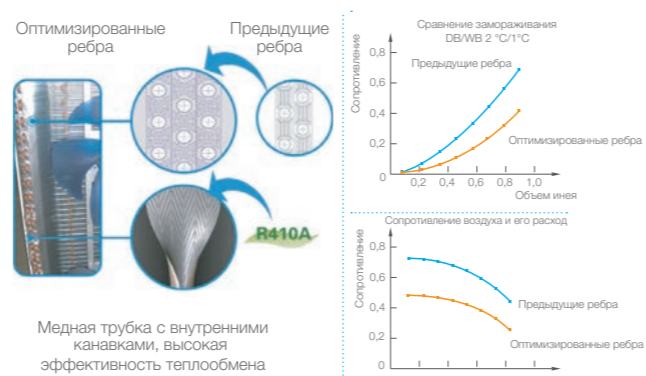 Оптимизированные
ребра
Предыдущие
ребра
R410A
Медная трубка с внутренними
канавками, высокая
эффективность теплообмена
Сравнение замораживания
DB/WB 2 °C/1°C
Сопротивление
0,8
0,6
0,4
0,2
0
0,2 0,4 0,6 0,8 1,0
Объем инея
Предыдущие ребра
Оптимизированные ребра
Сопротивление воздуха и его расход
Сопротивление
0,8
0,6
0,4
0,2
0
Предыдущие ребра
Оптимизированные ребра